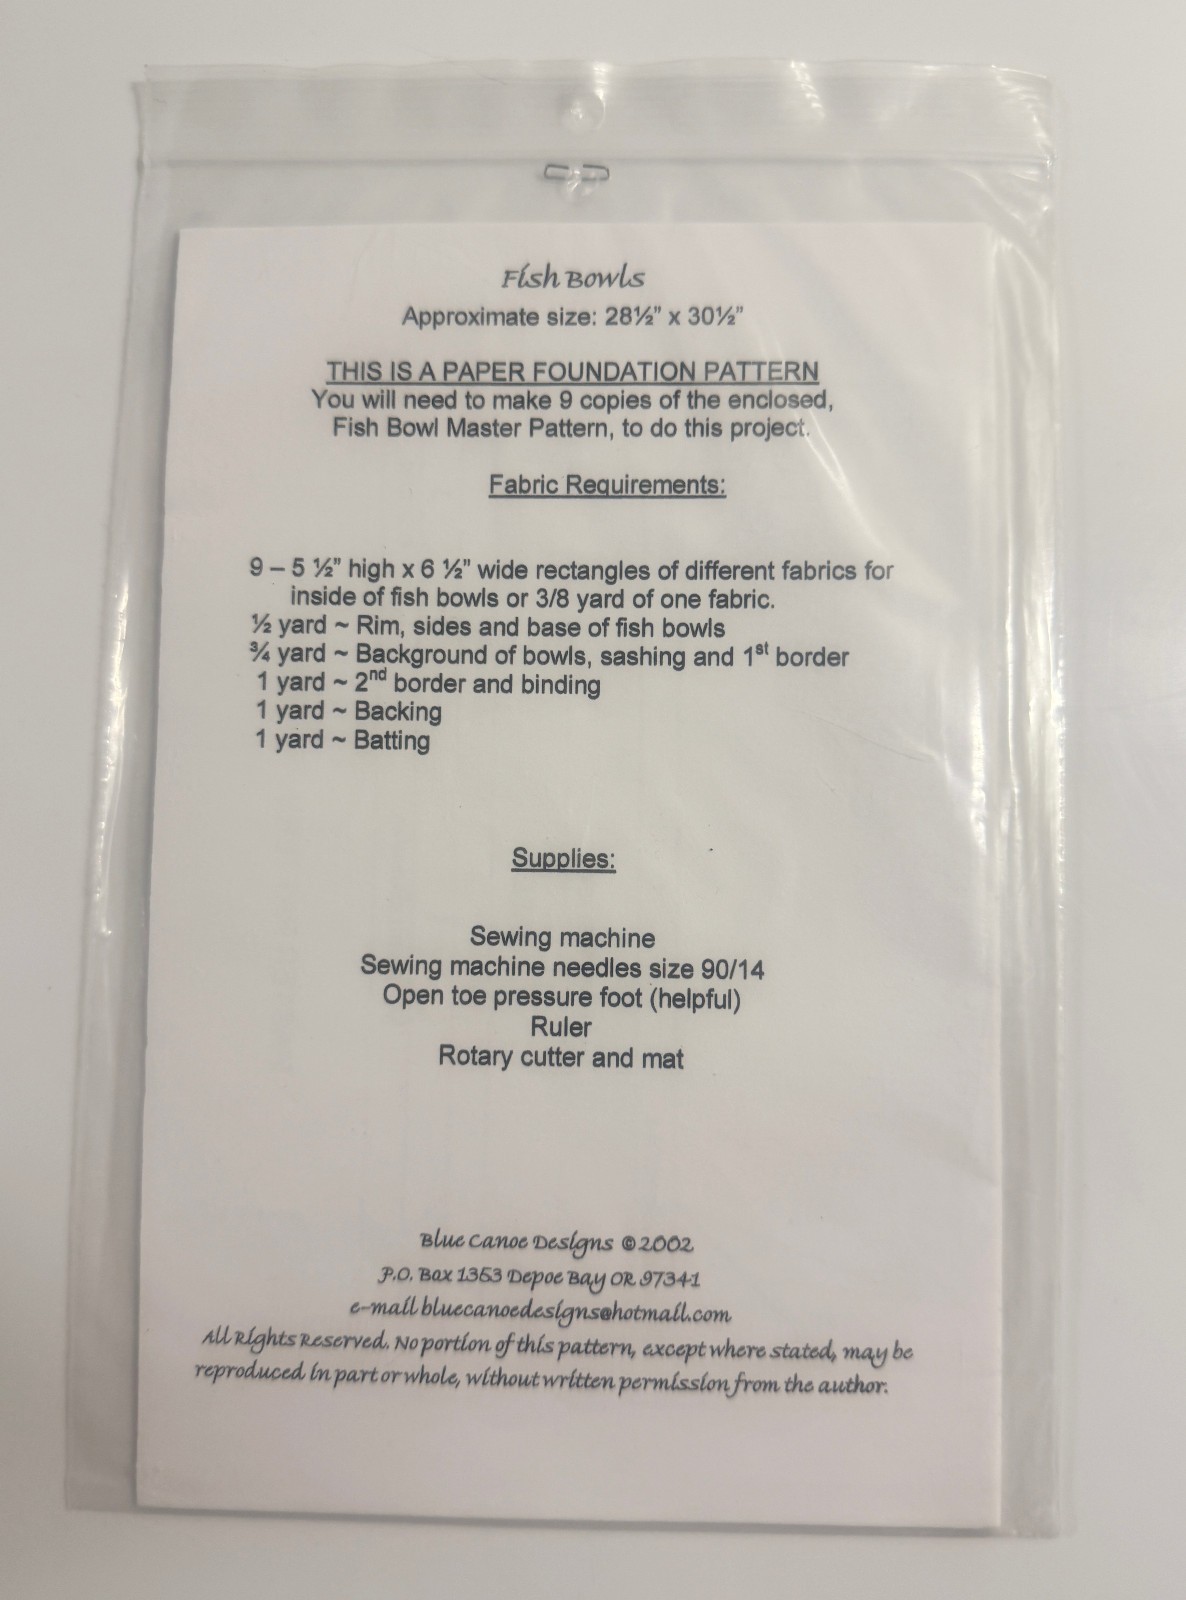 Fish Bowls
Approximate size: 28½" x 30½"
THIS IS A PAPER FOUNDATION PATTERN
You will need to make 9 copies of the enclosed,
Fish Bowl Master Pattern, to do this project.
Fabric Requirements:
9 – 5 ½" high x 6 ½" wide rectangles of different fabrics for
inside of fish bowls or 3/8 yard of one fabric.
½ yard ~ Rim, sides and base of fish bowls
¾ yard ~ Background of bowls, sashing and 1st border
1 yard ~ 2nd border and binding
1 yard ~ Backing
1 yard ~ Batting
Supplies:
Sewing machine
Sewing machine needles size 90/14
Open toe pressure foot (helpful)
Ruler
Rotary cutter and mat
Blue Canoe Designs ©2002
P.O. Box 1353 Depoe Bay OR 97341
e-mail bluecanoedesigns@hotmail.com
All Rights Reserved. No portion of this pattern, except where stated, may be
reproduced in part or whole, without written permission from the author.